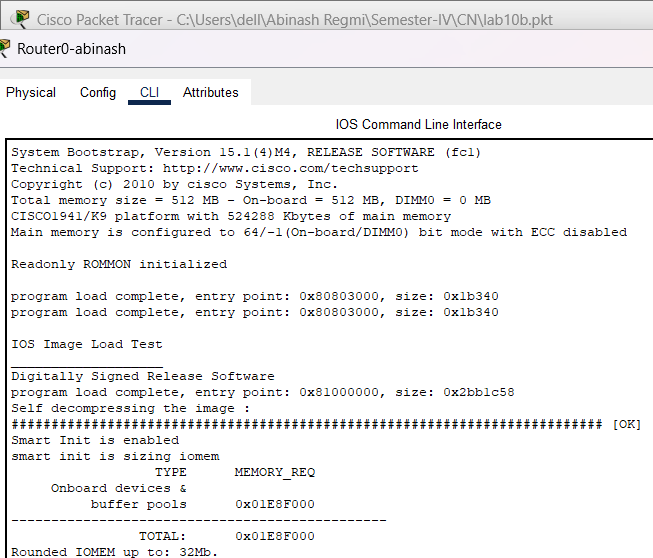 Cisco Packet Tracer - C:\Users\dell\Abinash Regmi\Semester-IV\CN\lab10b.pkt
Router0-abinash
Physical Config CLI Attributes
IOS Command Line Interface
System Bootstrap, Version 15.1(4)M4, RELEASE SOFTWARE (fc1)
Technical Support: http://www.cisco.com/techsupport
Copyright (c) 2010 by cisco Systems, Inc.
Total memory size = 512 MB - On-board = 512 MB, DIMM0 = 0 MB
CISCO1941/K9 platform with 524288 Kbytes of main memory
Main memory is configured to 64/-1(On-board/DIMM0) bit mode with ECC disabled
Readonly ROMMON initialized
program load complete, entry point: 0x80803000, size: 0x1b340
program load complete, entry point: 0x80803000, size: 0x1b340
IOS Image Load Test
___________________
Digitally Signed Release Software
program load complete, entry point: 0x81000000, size: 0x2bb1c58
Self decompressing the image :
########################################################################## [OK]
Smart Init is enabled
smart init is sizing iomem
TYPE MEMORY_REQ
Onboard devices &
buffer pools 0x01E8F000
-----------------------------------------------
TOTAL: 0x01E8F000
Rounded IOMEM up to: 32Mb.